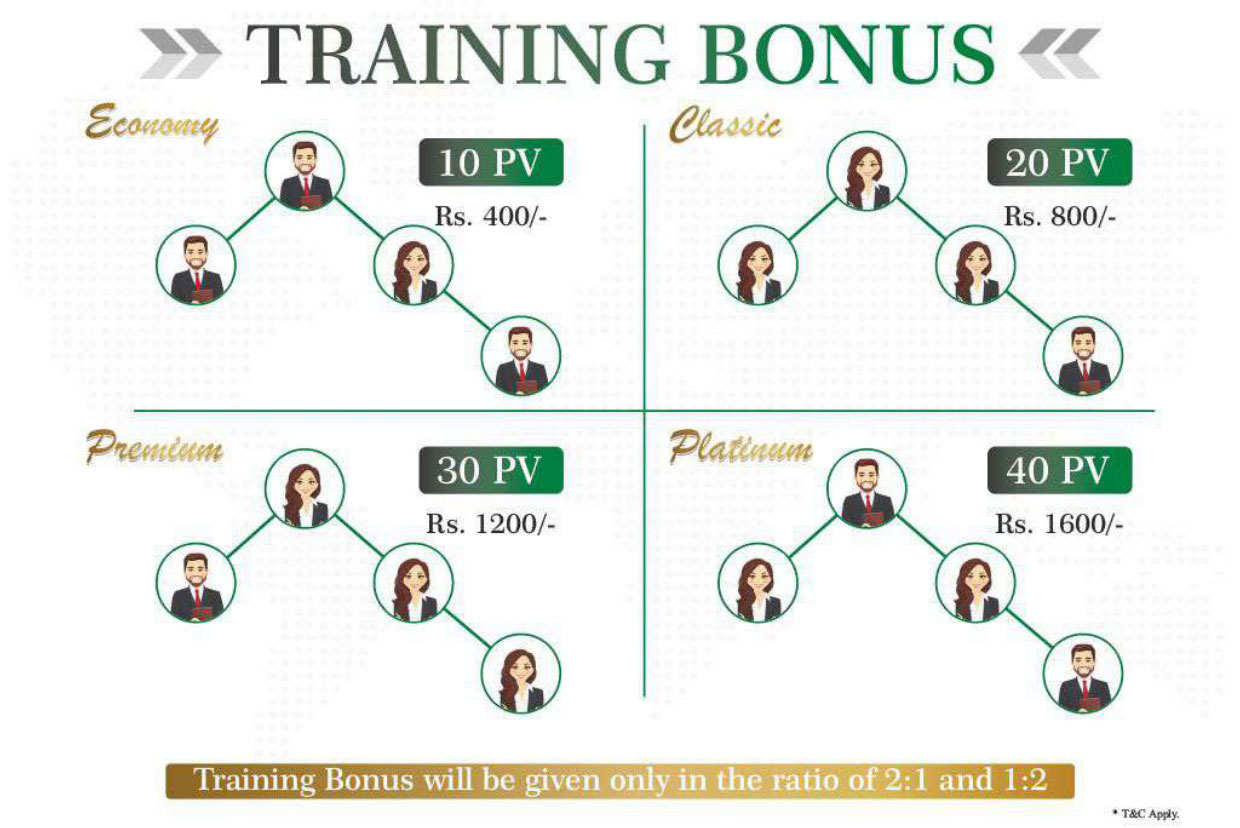 TRAINING BONUS
Economy
10 PV
Rs. 400/-
Classic
20 PV
Rs. 800/-
Premium
30 PV
Rs. 1200/-
Platinum
40 PV
Rs. 1600/-
Training Bonus will be given only in the ratio of 2:1 and 1:2
* T&C Apply.